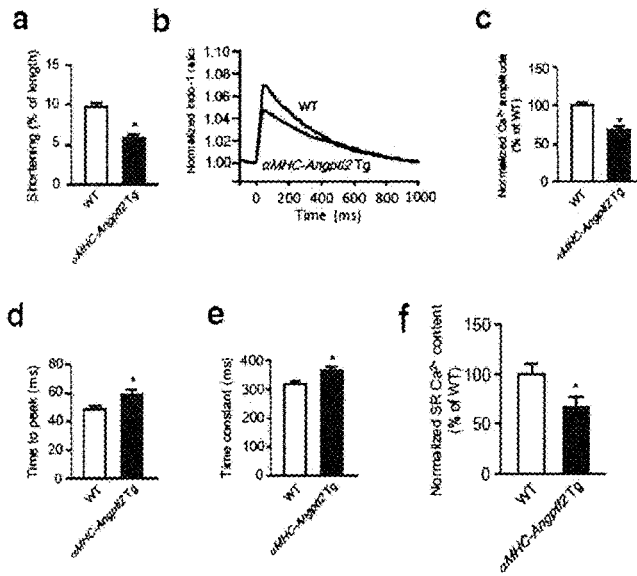 a
Shortening (% of length)
15
10
5
0
WT
αMHC-Angptl2 Tg
b
Normalized Indo-1 ratio
1.10
1.08
1.06
1.04
1.02
1.00
WT
αMHC-Angptl2 Tg
0 200 400 600 800 1000
Time (ms)
c
Normalized Ca²⁺ amplitude
(% of WT)
150
100
50
0
*
WT
αMHC-Angptl2 Tg
d
Time to peak (ms)
80
60
40
20
0
*
WT
αMHC-Angptl2 Tg
e
Time constant (ms)
400
300
200
100
0
*
WT
αMHC-Angptl2 Tg
f
Normalized SR Ca²⁺ content
(% of WT)
150
100
50
0
*
WT
αMHC-Angptl2 Tg